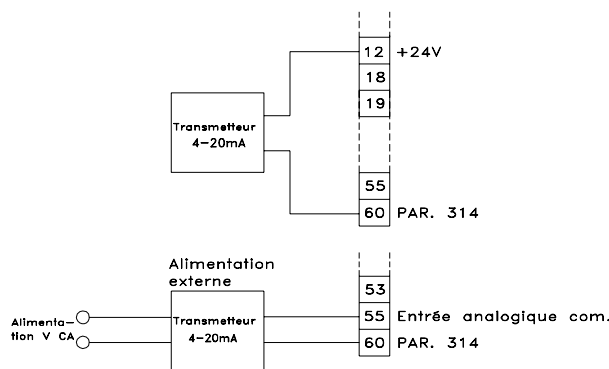 12 +24V
18
19
Transmetteur
4-20mA
55
60 PAR. 314
Alimentation
externe
53
55 Entrée analogique com.
60 PAR. 314
Alimenta-
tion V CA
Transmetteur
4-20mA